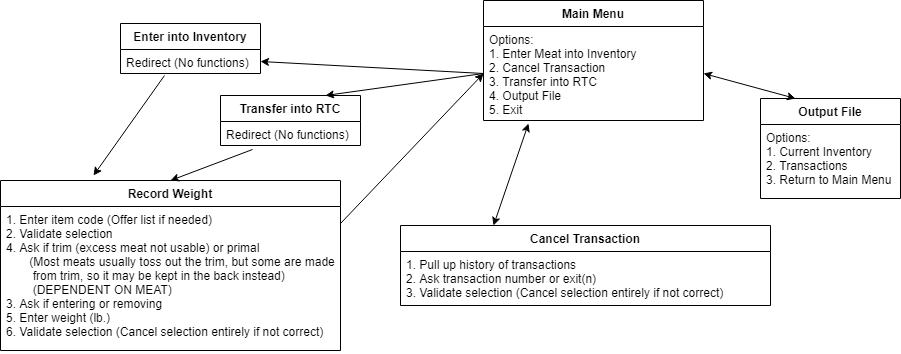 Main Menu
Options:
1. Enter Meat into Inventory
2. Cancel Transaction
3. Transfer into RTC
4. Output File
5. Exit
Enter into Inventory
Redirect (No functions)
Transfer into RTC
Redirect (No functions)
Output File
Options:
1. Current Inventory
2. Transactions
3. Return to Main Menu
Record Weight
1. Enter item code (Offer list if needed)
2. Validate selection
4. Ask if trim (excess meat not usable) or primal
(Most meats usually toss out the trim, but some are made
from trim, so it may be kept in the back instead)
(DEPENDENT ON MEAT)
3. Ask if entering or removing
5. Enter weight (lb.)
6. Validate selection (Cancel selection entirely if not correct)
Cancel Transaction
1. Pull up history of transactions
2. Ask transaction number or exit(n)
3. Validate selection (Cancel selection entirely if not correct)